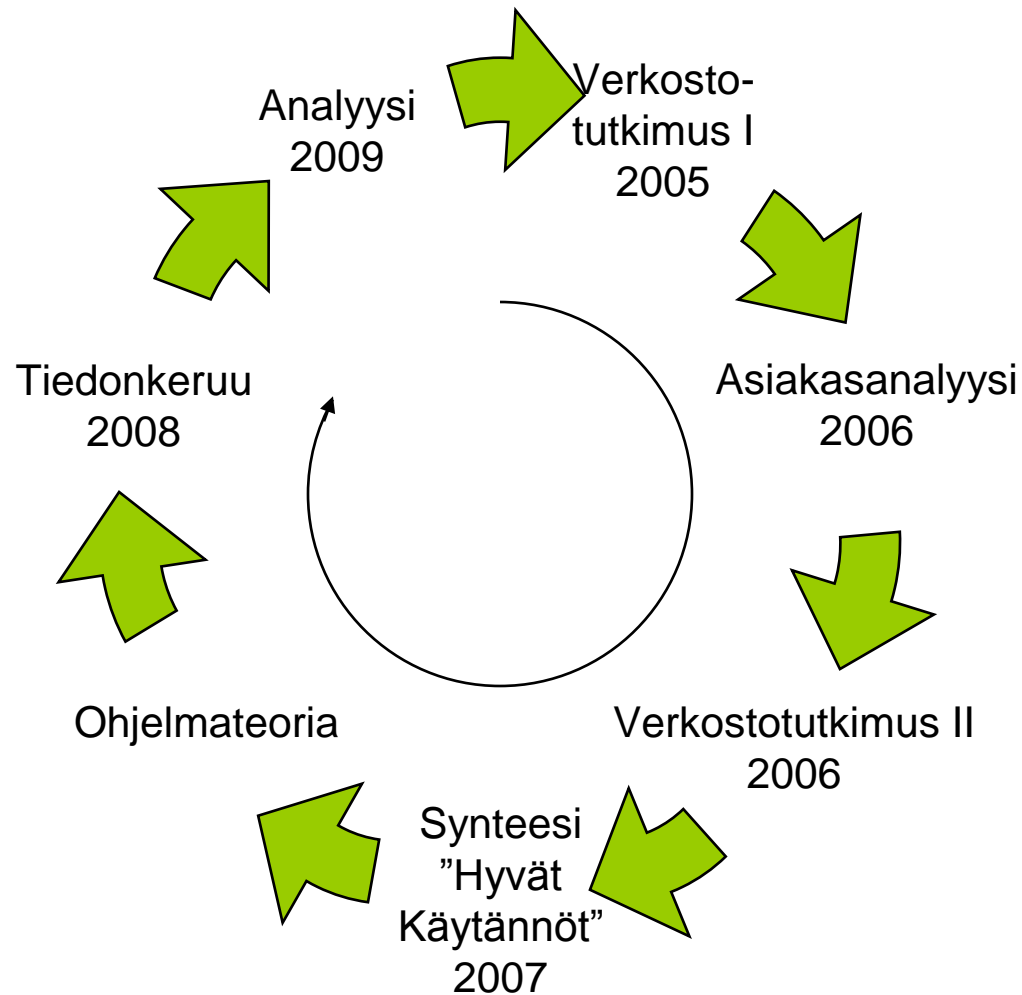 Verkosto-
tutkimus I
2005
Asiakasanalyysi
2006
Verkostotutkimus II
2006
Synteesi
”Hyvät
Käytännöt”
2007
Ohjelmateoria
Tiedonkeruu
2008
Analyysi
2009